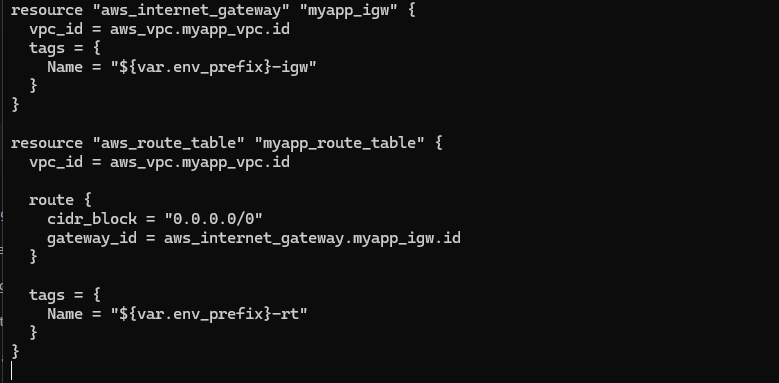 resource "aws_internet_gateway" "myapp_igw" {
  vpc_id = aws_vpc.myapp_vpc.id
  tags = {
    Name = "${var.env_prefix}-igw"
  }
}

resource "aws_route_table" "myapp_route_table" {
  vpc_id = aws_vpc.myapp_vpc.id

  route {
    cidr_block = "0.0.0.0/0"
    gateway_id = aws_internet_gateway.myapp_igw.id
  }

  tags = {
    Name = "${var.env_prefix}-rt"
  }
}